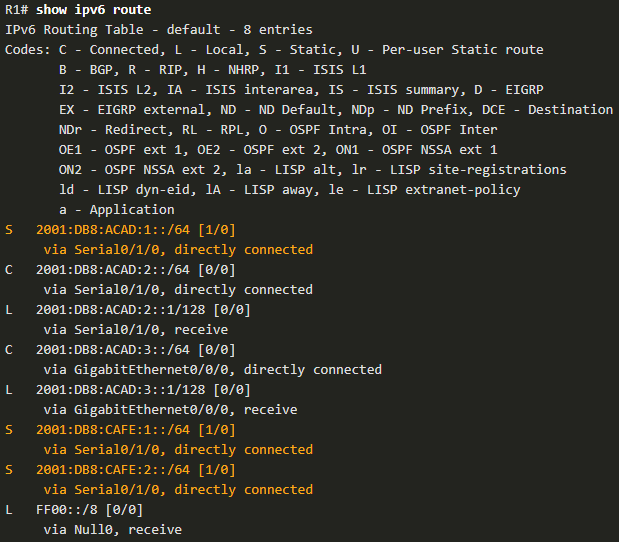 R1# show ipv6 route
IPv6 Routing Table - default - 8 entries
Codes: C - Connected, L - Local, S - Static, U - Per-user Static route
B - BGP, R - RIP, H - NHRP, I1 - ISIS L1
I2 - ISIS L2, IA - ISIS interarea, IS - ISIS summary, D - EIGRP
EX - EIGRP external, ND - ND Default, NDp - ND Prefix, DCE - Destination
NDr - Redirect, RL - RPL, O - OSPF Intra, OI - OSPF Inter
OE1 - OSPF ext 1, OE2 - OSPF ext 2, ON1 - OSPF NSSA ext 1
ON2 - OSPF NSSA ext 2, la - LISP alt, lr - LISP site-registrations
ld - LISP dyn-eid, lA - LISP away, le - LISP extranet-policy
a - Application
S 2001:DB8:ACAD:1::/64 [1/0]
via Serial0/1/0, directly connected
C 2001:DB8:ACAD:2::/64 [0/0]
via Serial0/1/0, directly connected
L 2001:DB8:ACAD:2::1/128 [0/0]
via Serial0/1/0, receive
C 2001:DB8:ACAD:3::/64 [0/0]
via GigabitEthernet0/0/0, directly connected
L 2001:DB8:ACAD:3::1/128 [0/0]
via GigabitEthernet0/0/0, receive
S 2001:DB8:CAFE:1::/64 [1/0]
via Serial0/1/0, directly connected
S 2001:DB8:CAFE:2::/64 [1/0]
via Serial0/1/0, directly connected
L FF00::/8 [0/0]
via Null0, receive